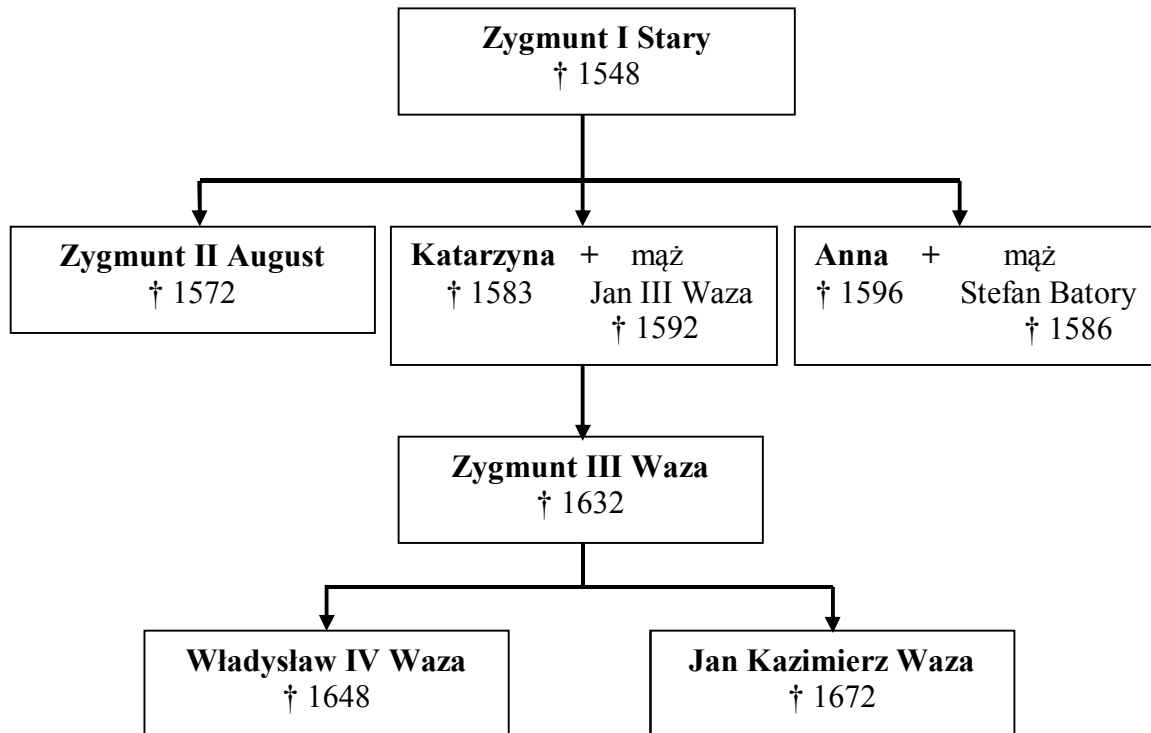 Zygmunt I Stary
† 1548
Zygmunt II August
† 1572
Katarzyna + mąż
† 1583 Jan III Waza
† 1592
Anna + mąż
† 1596 Stefan Batory
† 1586
Zygmunt III Waza
† 1632
Władysław IV Waza
† 1648
Jan Kazimierz Waza
† 1672